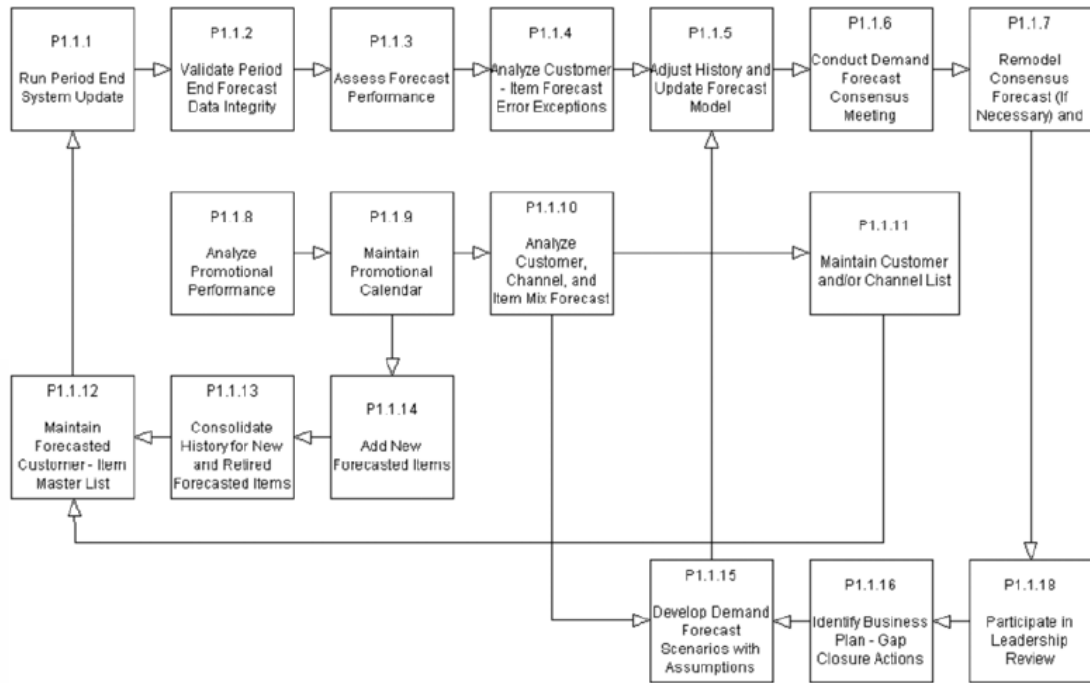 P1.1.1
Run Period End
System Update
P1.1.2
Validate Period
End Forecast
Data Integrity
P1.1.3
Assess Forecast
Performance
P1.1.4
Analyze Customer
- Item Forecast
Error Exceptions
P1.1.5
Adjust History and
Update Forecast
Model
P1.1.6
Conduct Demand
Forecast
Consensus
Meeting
P1.1.7
Remodel
Consensus
Forecast (If
Necessary) and
P1.1.8
Analyze
Promotional
Performance
P1.1.9
Maintain
Promotional
Calendar
P1.1.10
Analyze
Customer,
Channel, and
Item Mix Forecast
P1.1.11
Maintain Customer
and/or Channel List
P1.1.12
Maintain
Forecasted
Customer - Item
Master List
P1.1.13
Consolidate
History for New
and Retired
Forecasted Items
P1.1.14
Add New
Forecasted Items
P1.1.15
Develop Demand
Forecast
Scenarios with
Assumptions
P1.1.16
Identify Business
Plan - Gap
Closure Actions
P1.1.18
Participate in
Leadership
Review